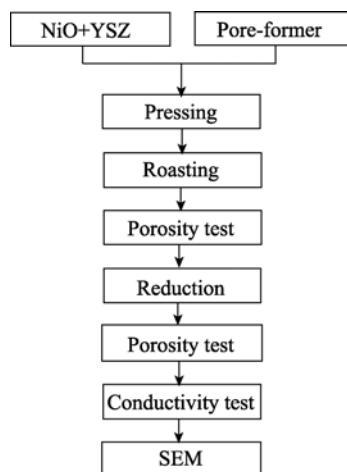 NiO+YSZ
Pore-former
Pressing
Roasting
Porosity test
Reduction
Porosity test
Conductivity test
SEM